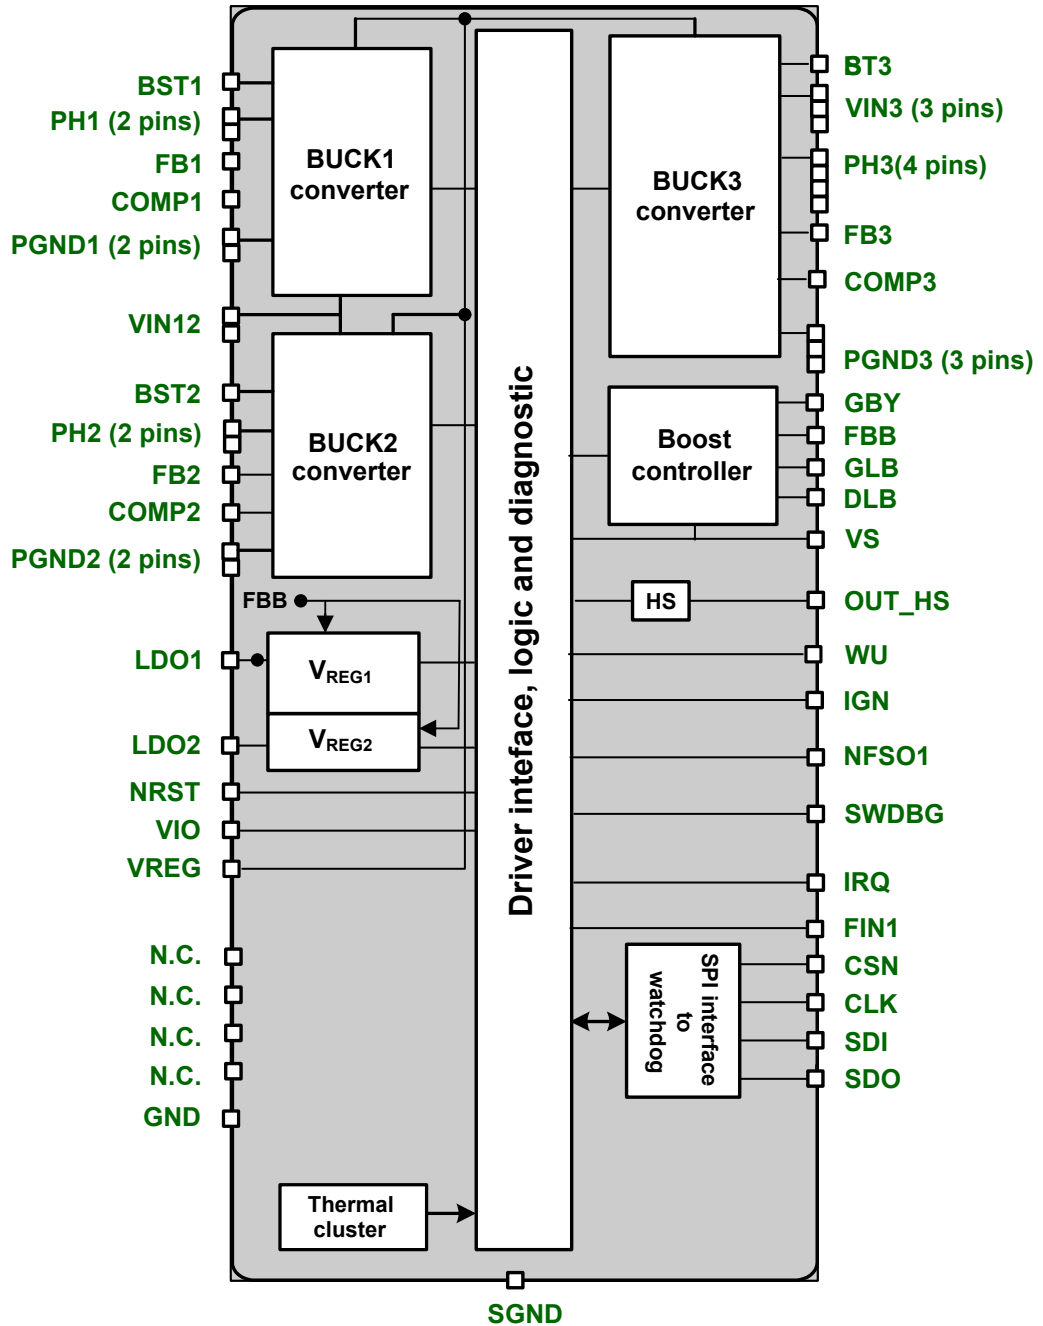 BST1
PH1 (2 pins)
FB1
COMP1
PGND1 (2 pins)
VIN12
BST2
PH2 (2 pins)
FB2
COMP2
PGND2 (2 pins)
LDO1
LDO2
NRST
VIO
VREG
N.C.
N.C.
N.C.
N.C.
GND
BUCK1
converter
BUCK2
converter
FBB
VREG1
VREG2
Thermal
cluster
Driver inteface, logic and diagnostic
BUCK3
converter
Boost
controller
HS
SPI interface
to
watchdog
BT3
VIN3 (3 pins)
PH3(4 pins)
FB3
COMP3
PGND3 (3 pins)
GBY
FBB
GLB
DLB
VS
OUT_HS
WU
IGN
NFSO1
SWDBG
IRQ
FIN1
CSN
CLK
SDI
SDO
SGND